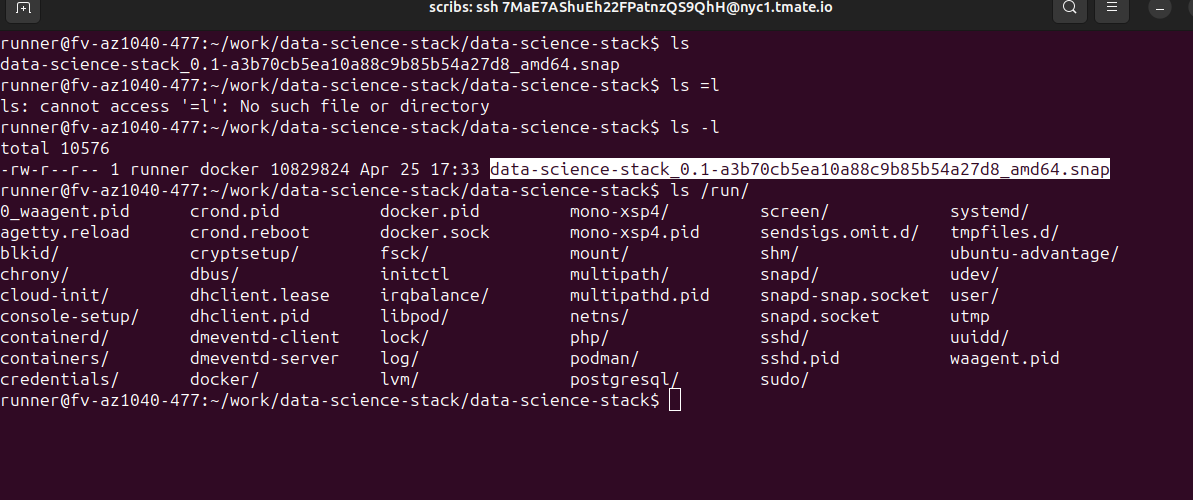 scribs: ssh 7MaE7AShuEh22FPatnzQS9QhH@nyc1.tmate.io
runner@fv-az1040-477:~/work/data-science-stack/data-science-stack$ ls
data-science-stack_0.1-a3b70cb5ea10a88c9b85b54a27d8_amd64.snap
runner@fv-az1040-477:~/work/data-science-stack/data-science-stack$ ls =l
ls: cannot access '=l': No such file or directory
runner@fv-az1040-477:~/work/data-science-stack/data-science-stack$ ls -l
total 10576
-rw-r--r-- 1 runner docker 10829824 Apr 25 17:33 data-science-stack_0.1-a3b70cb5ea10a88c9b85b54a27d8_amd64.snap
runner@fv-az1040-477:~/work/data-science-stack/data-science-stack$ ls /run/
0_waagent.pid crond.pid docker.pid mono-xsp4/ screen/ systemd/
agetty.reload crond.reboot docker.sock mono-xsp4.pid sendsigs.omit.d/ tmpfiles.d/
blkid/ cryptsetup/ fsck/ mount/ shm/ ubuntu-advantage/
chrony/ dbus/ initctl multipath/ snapd/ udev/
cloud-init/ dhclient.lease irqbalance/ multipathd.pid snapd-snap.socket user/
console-setup/ dhclient.pid libpod/ netns/ snapd.socket utmp
containerd/ dmeventd-client lock/ php/ sshd/ uuidd/
containers/ dmeventd-server log/ podman/ sshd.pid waagent.pid
credentials/ docker/ lvm/ postgresql/ sudo/
runner@fv-az1040-477:~/work/data-science-stack/data-science-stack$